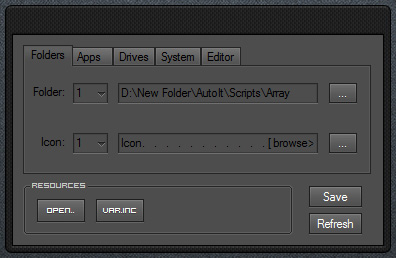 Folders Apps Drives System Editor
Folder: 1 D:\New Folder\AutoIt\Scripts\Array ...
Icon: 1 Icon. . . . . . . . . . . .[browse> ...
RESOURCES
OPEN.. VAR.INC
Save
Refresh